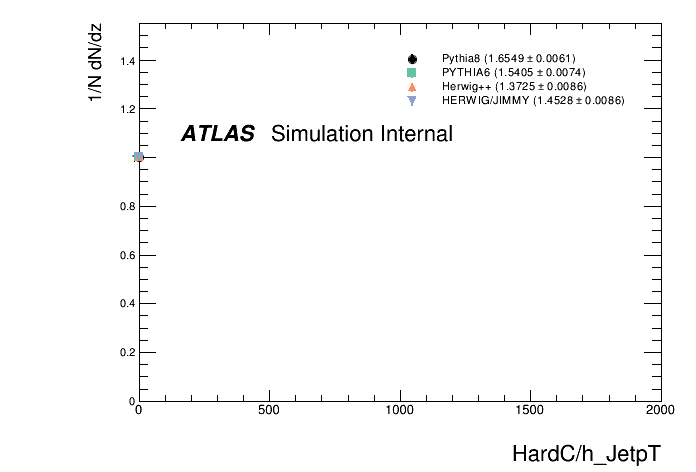 1/N dN/dz
1.4
1.2
1
0.8
0.6
0.4
0.2
0
Pythia8 (1.6549 ± 0.0061)
PYTHIA6 (1.5405 ± 0.0074)
Herwig++ (1.3725 ± 0.0086)
HERWIG/JIMMY (1.4528 ± 0.0086)
ATLAS Simulation Internal
0 500 1000 1500 2000
HardC/h_JetpT